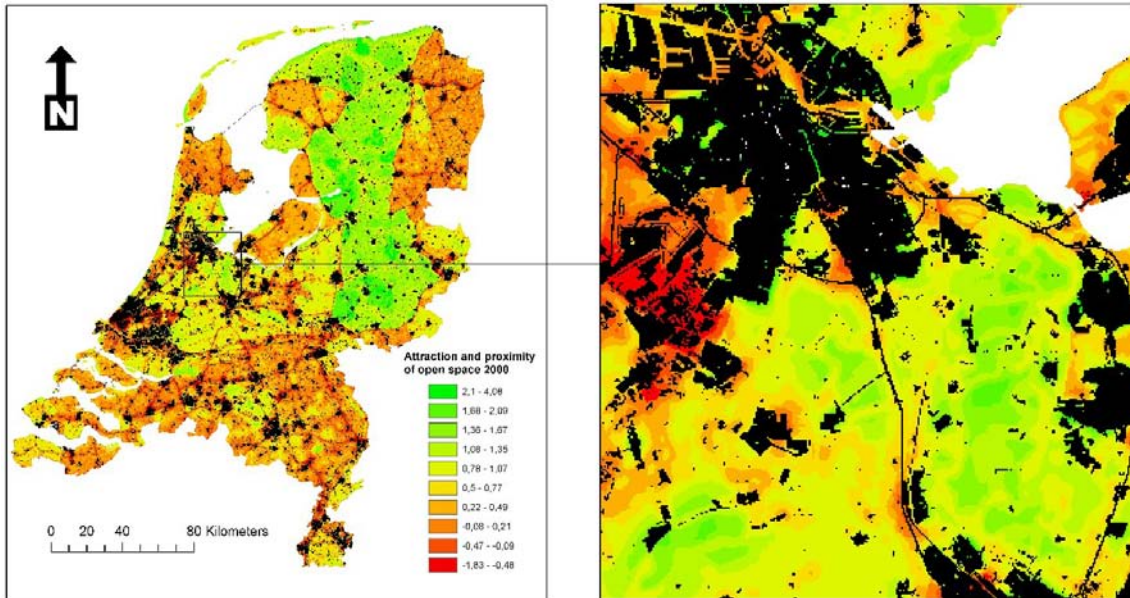 N
Attraction and proximity
of open space 2000
2,1 - 4,08
1,68 - 2,09
1,36 - 1,67
1,08 - 1,35
0,78 - 1,07
0,5 - 0,77
0,22 - 0,49
-0,08 - 0,21
-0,47 - -0,09
-1,83 - -0,48
0 20 40 80 Kilometers